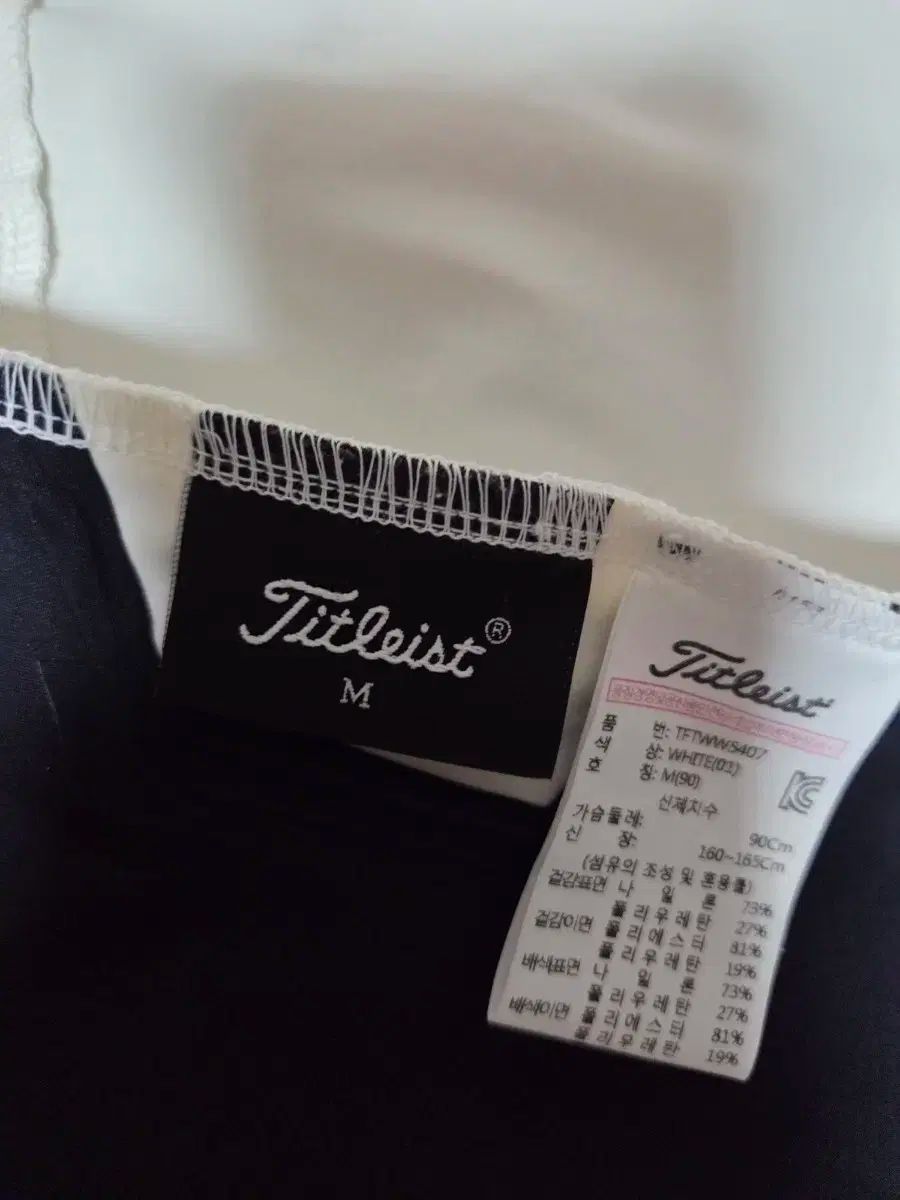 Titleist®
M
Titleist
품 번: TFTWW5407
색 상: WHITE(01)
호 칭: M(90)
신체치수
가슴둘레: 90Cm
신 장: 160~165Cm
(섬유의 조성 및 혼용률)
겉감표면 나 일 론 73%
폴 리 우 레 탄 27%
겉감이면 폴 리 에 스 터 81%
폴 리 우 레 탄 19%
배색표면 나 일 론 73%
폴 리 우 레 탄 27%
배색이면 폴 리 에 스 터 81%
폴 리 우 레 탄 19%